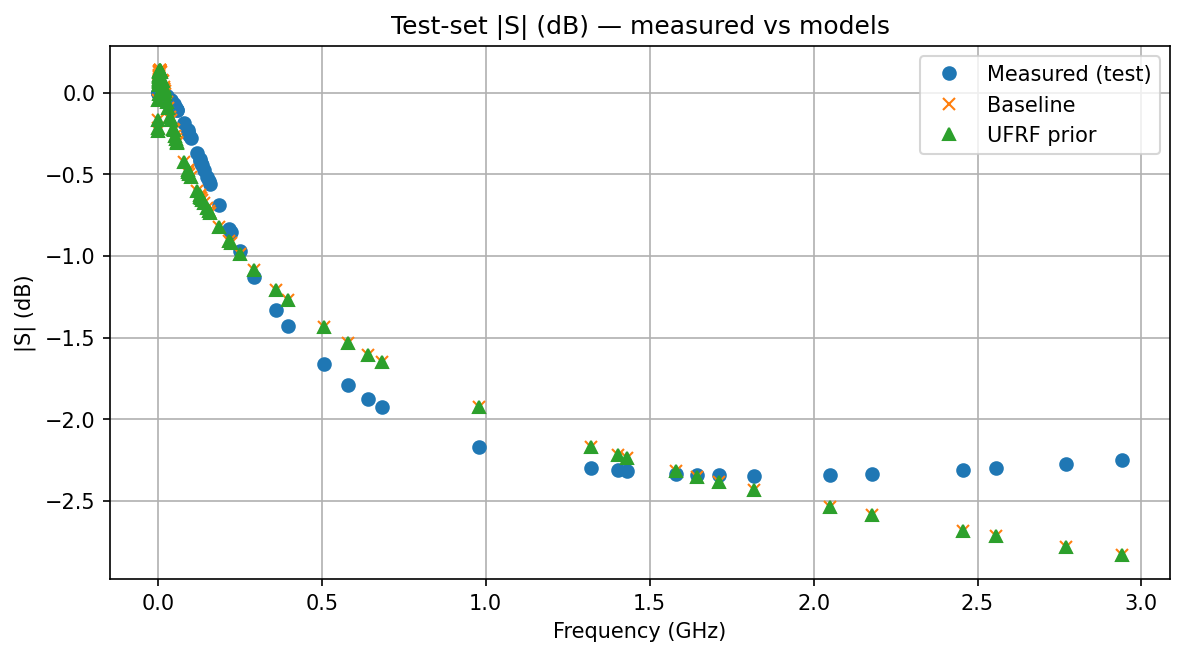 Test-set |S| (dB) — measured vs models
Measured (test)
Baseline
UFRF prior
|S| (dB)
0.0
−0.5
−1.0
−1.5
−2.0
−2.5
0.0 0.5 1.0 1.5 2.0 2.5 3.0
Frequency (GHz)